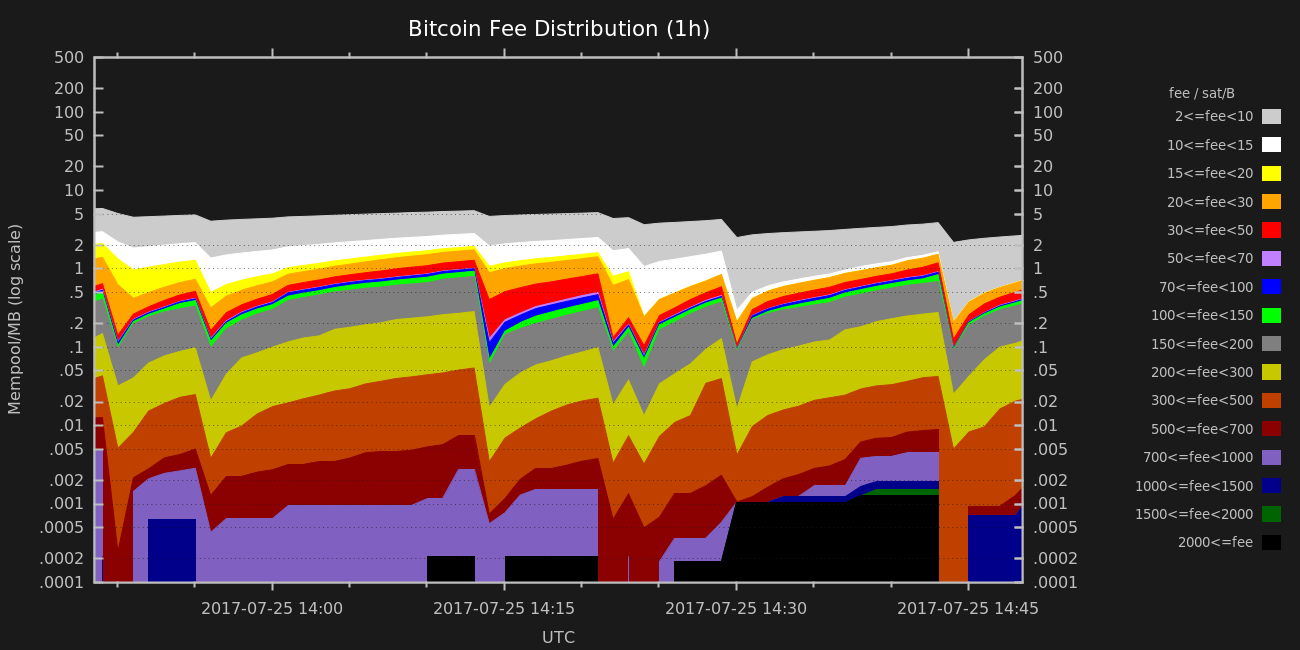 Bitcoin Fee Distribution (1h)
500 500
200 200
100 100
50 50
20 20
10 10
5 5
2 2
1 1
.5 .5
.2 .2
.1 .1
.05 .05
.02 .02
.01 .01
.005 .005
.002 .002
.001 .001
.0005 .0005
.0002 .0002
.0001 .0001
Mempool/MB (log scale)
2017-07-25 14:00 2017-07-25 14:15 2017-07-25 14:30 2017-07-25 14:45
UTC
fee / sat/B
2<=fee<10
10<=fee<15
15<=fee<20
20<=fee<30
30<=fee<50
50<=fee<70
70<=fee<100
100<=fee<150
150<=fee<200
200<=fee<300
300<=fee<500
500<=fee<700
700<=fee<1000
1000<=fee<1500
1500<=fee<2000
2000<=fee